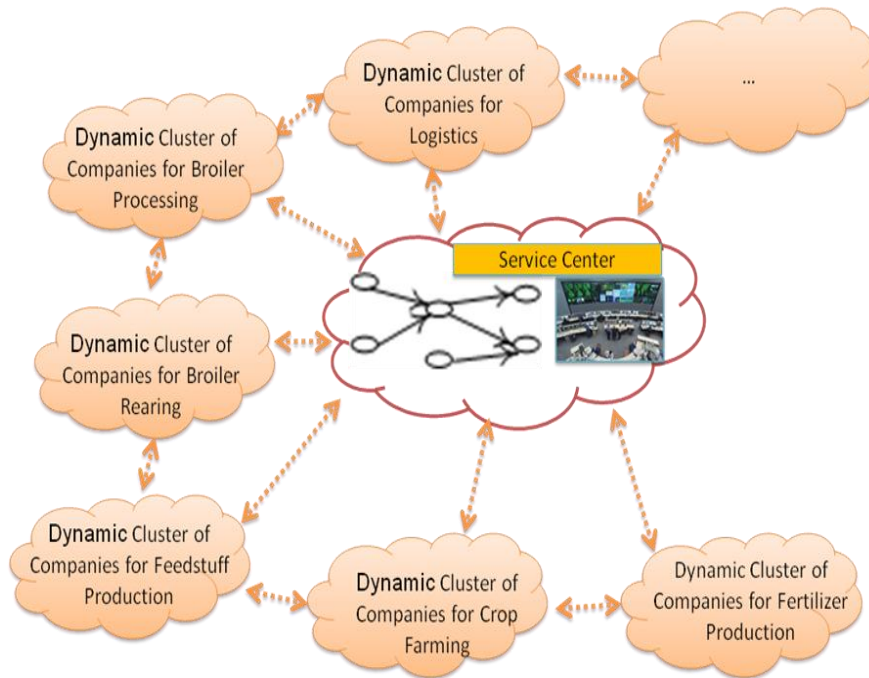 Dynamic Cluster of
Companies for
Logistics
...
Dynamic Cluster of
Companies for Broiler
Processing
Service Center
Dynamic Cluster of
Companies for Broiler
Rearing
Dynamic Cluster of
Companies for Feedstuff
Production
Dynamic Cluster of
Companies for Crop
Farming
Dynamic Cluster of
Companies for Fertilizer
Production